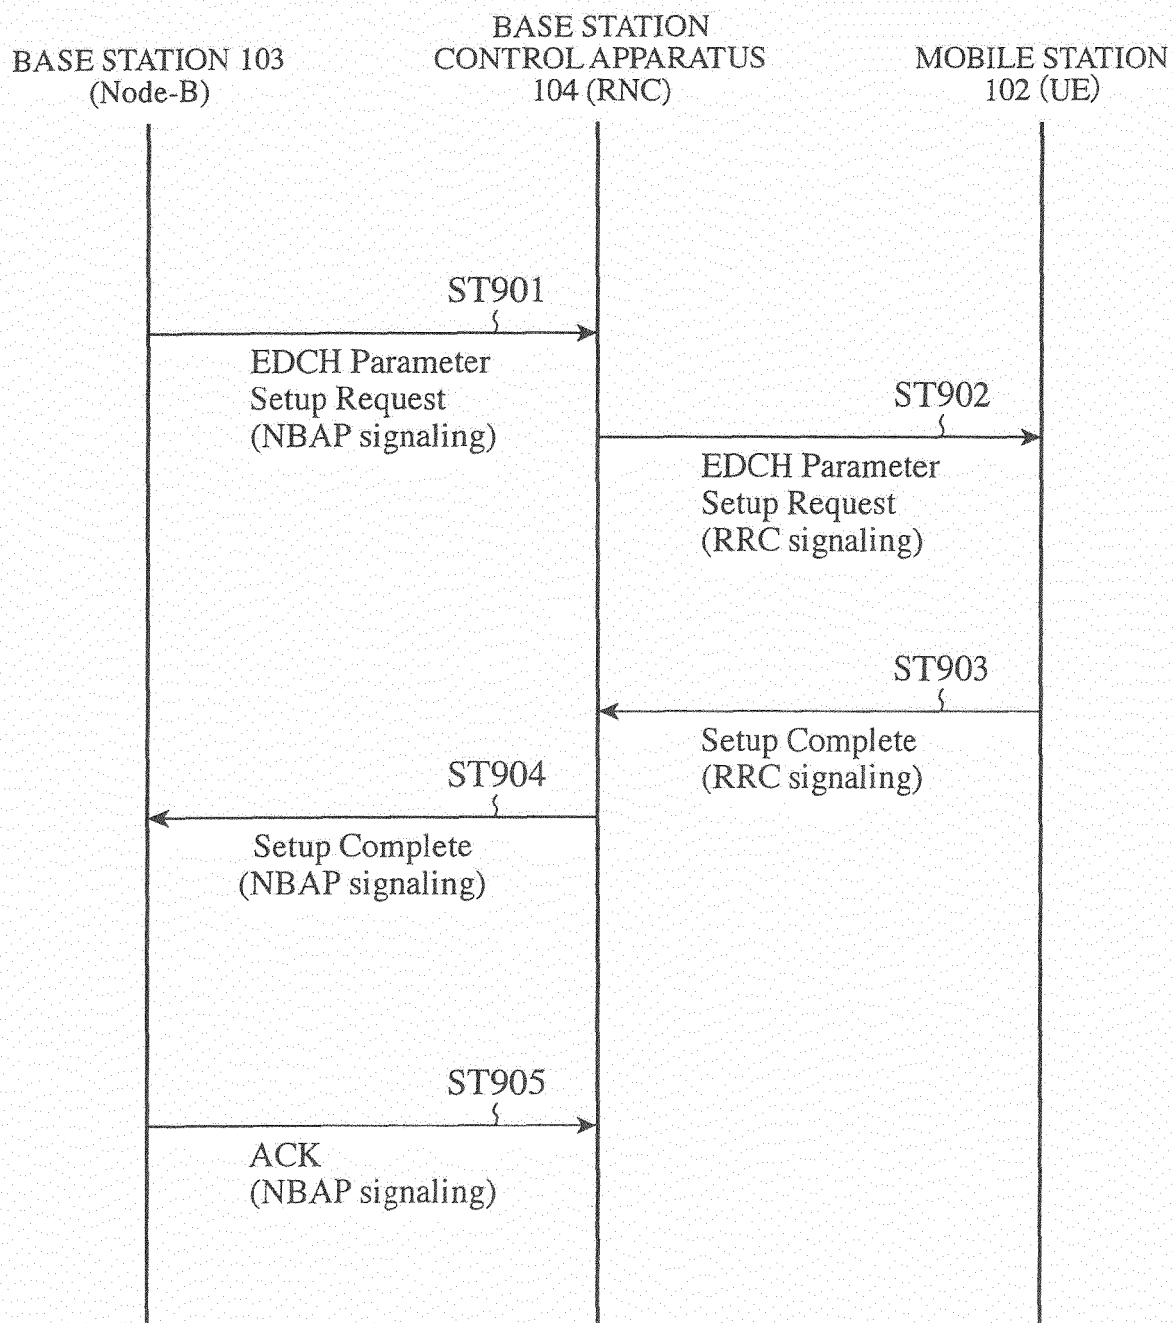 BASE STATION 103
(Node-B)
BASE STATION
CONTROL APPARATUS
104 (RNC)
MOBILE STATION
102 (UE)
ST901
EDCH Parameter
Setup Request
(NBAP signaling)
ST902
EDCH Parameter
Setup Request
(RRC signaling)
ST903
Setup Complete
(RRC signaling)
ST904
Setup Complete
(NBAP signaling)
ST905
ACK
(NBAP signaling)